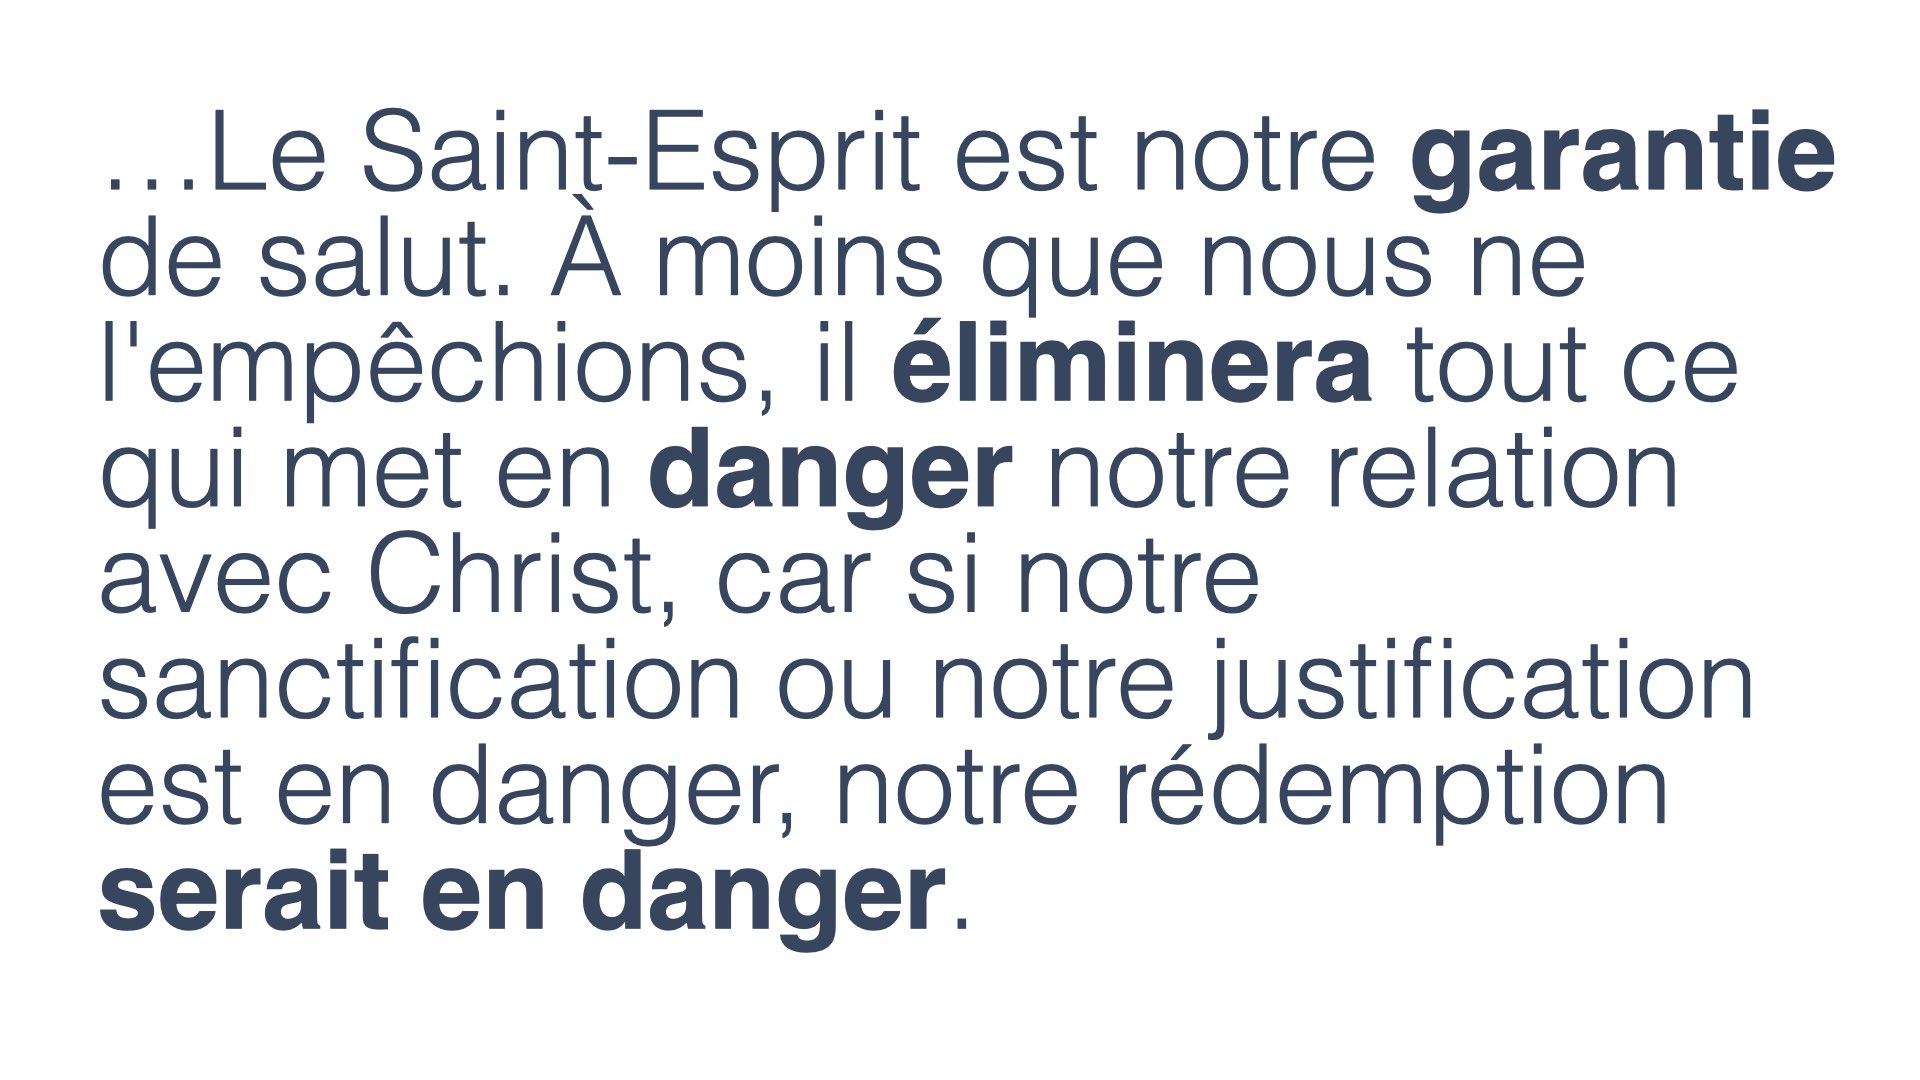 …Le Saint-Esprit est notre garantie
de salut. À moins que nous ne
l'empêchions, il éliminera tout ce
qui met en danger notre relation
avec Christ, car si notre
sanctification ou notre justification
est en danger, notre rédemption
serait en danger.